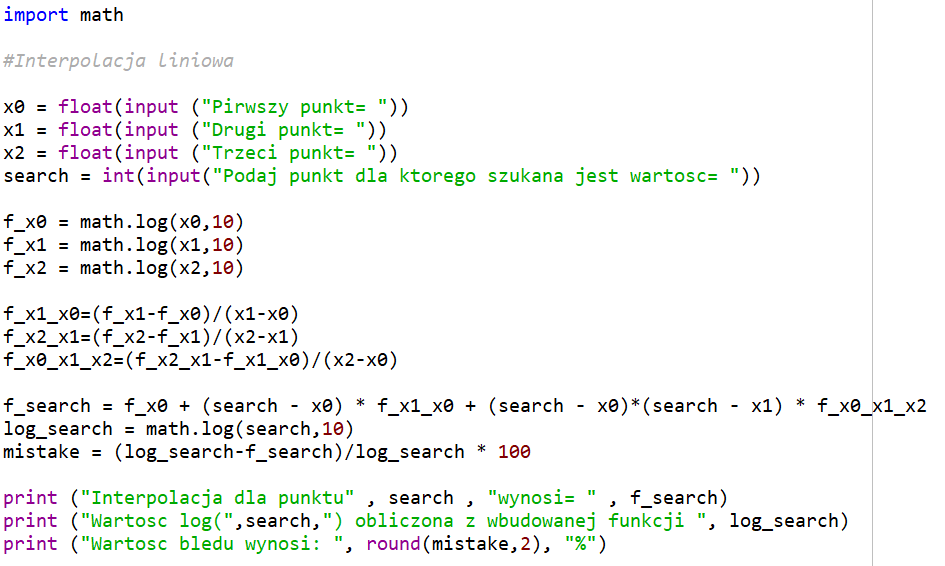 import math
#Interpolacja liniowa
x0 = float(input ("Pirwszy punkt= "))
x1 = float(input ("Drugi punkt= "))
x2 = float(input ("Trzeci punkt= "))
search = int(input("Podaj punkt dla ktorego szukana jest wartosc= "))
f_x0 = math.log(x0,10)
f_x1 = math.log(x1,10)
f_x2 = math.log(x2,10)
f_x1_x0=(f_x1-f_x0)/(x1-x0)
f_x2_x1=(f_x2-f_x1)/(x2-x1)
f_x0_x1_x2=(f_x2_x1-f_x1_x0)/(x2-x0)
f_search = f_x0 + (search - x0) * f_x1_x0 + (search - x0)*(search - x1) * f_x0_x1_x2
log_search = math.log(search,10)
mistake = (log_search-f_search)/log_search * 100
print ("Interpolacja dla punktu" , search , "wynosi= " , f_search)
print ("Wartosc log(",search,") obliczona z wbudowanej funkcji ", log_search)
print ("Wartosc bledu wynosi: ", round(mistake,2), "%")